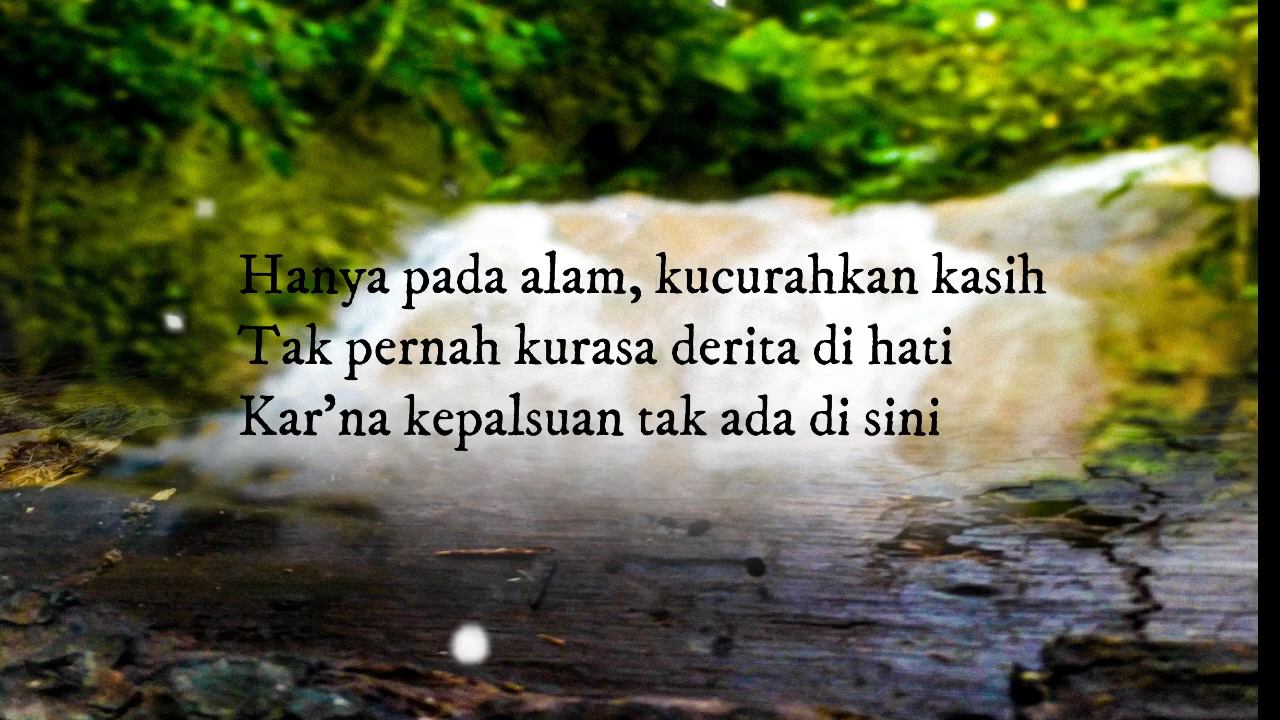 Hanya pada alam, kucurahkan kasih
Tak pernah kurasa derita di hati
Kar’na kepalsuan tak ada di sini